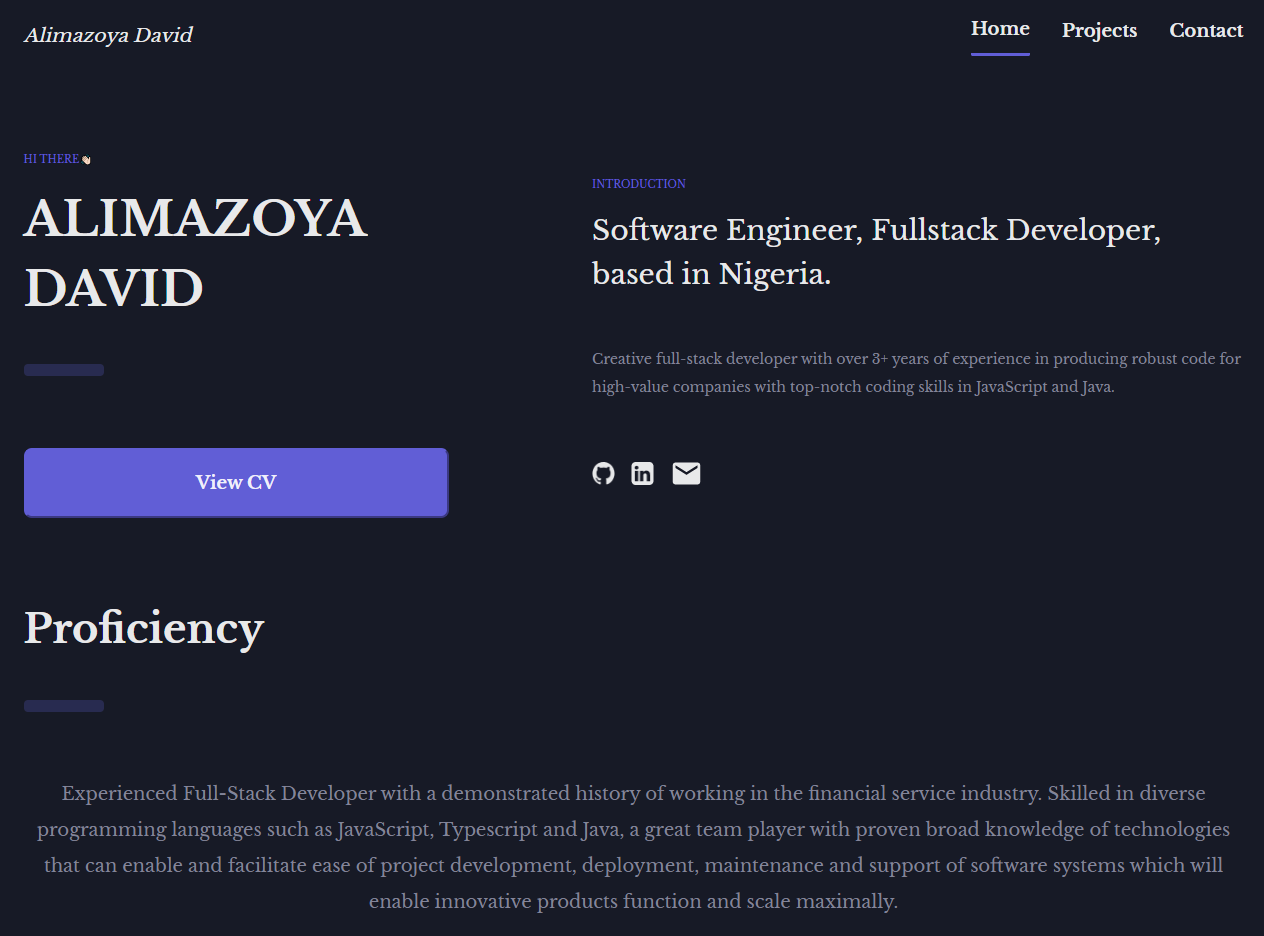 Alimazoya David
Home Projects Contact
HI THERE👋🏻
ALIMAZOYA
DAVID
View CV
INTRODUCTION
Software Engineer, Fullstack Developer,
based in Nigeria.
Creative full-stack developer with over 3+ years of experience in producing robust code for
high-value companies with top-notch coding skills in JavaScript and Java.
in
Proficiency
Experienced Full-Stack Developer with a demonstrated history of working in the financial service industry. Skilled in diverse
programming languages such as JavaScript, Typescript and Java, a great team player with proven broad knowledge of technologies
that can enable and facilitate ease of project development, deployment, maintenance and support of software systems which will
enable innovative products function and scale maximally.